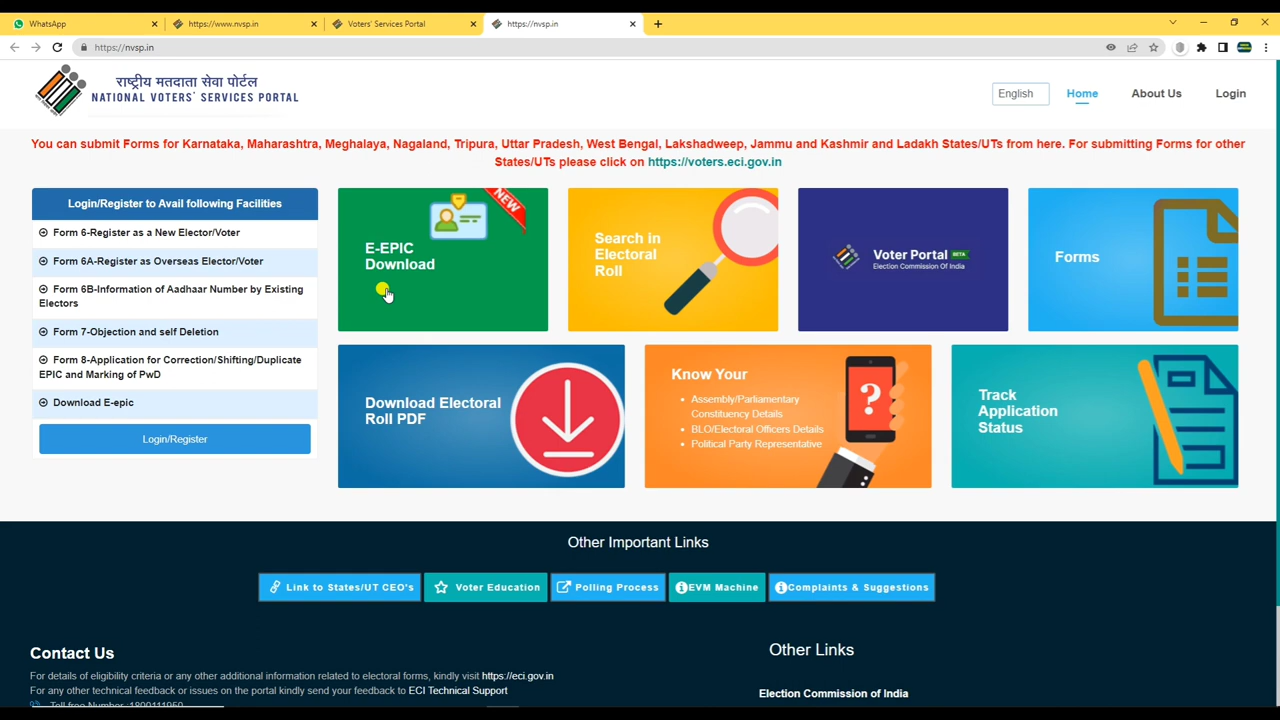 WhatsApp
https://www.nvsp.in
Voters' Services Portal
https://nvsp.in
https://nvsp.in
राष्ट्रीय मतदाता सेवा पोर्टल
NATIONAL VOTERS' SERVICES PORTAL
English
Home
About Us
Login
You can submit Forms for Karnataka, Maharashtra, Meghalaya, Nagaland, Tripura, Uttar Pradesh, West Bengal, Lakshadweep, Jammu and Kashmir and Ladakh States/UTs from here. For submitting Forms for other
States/UTs please click on https://voters.eci.gov.in
Login/Register to Avail following Facilities
Form 6-Register as a New Elector/Voter
Form 6A-Register as Overseas Elector/Voter
Form 6B-Information of Aadhaar Number by Existing
Electors
Form 7-Objection and self Deletion
Form 8-Application for Correction/Shifting/Duplicate
EPIC and Marking of PwD
Download E-epic
Login/Register
NEW
E-EPIC
Download
Search in
Electoral
Roll
Voter Portal BETA
Election Commission Of India
Forms
Download Electoral
Roll PDF
Know Your
• Assembly/Parliamentary
Constituency Details
• BLO/Electoral Officers Details
• Political Party Representative
?
Track
Application
Status
Other Important Links
Link to States/UT CEO's
Voter Education
Polling Process
EVM Machine
Complaints & Suggestions
Contact Us
For details of eligibility criteria or any other additional information related to electoral forms, kindly visit https://eci.gov.in
For any other technical feedback or issues on the portal kindly send your feedback to ECI Technical Support
Toll free Number :1800111950
Other Links
Election Commission of India